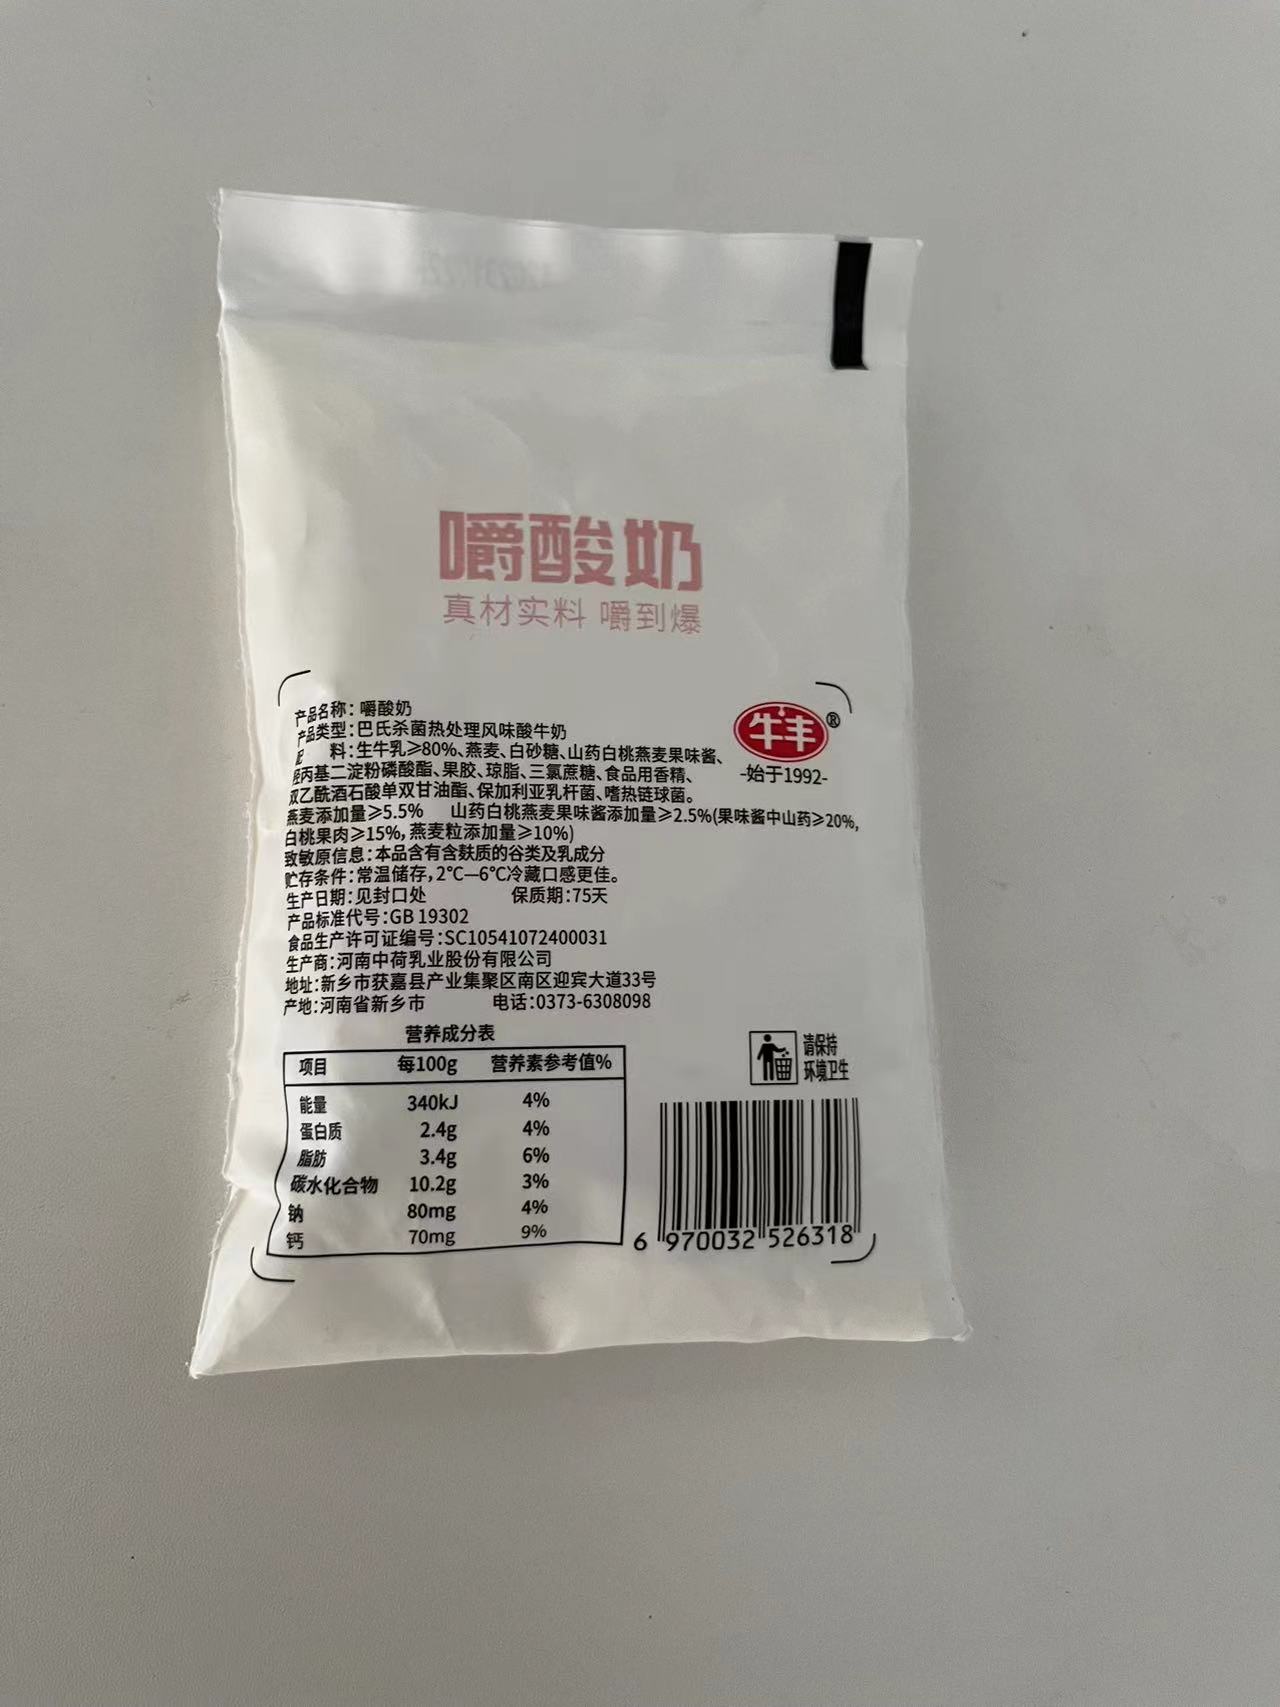 嚼酸奶
真材实料 嚼到爆
产品名称：嚼酸奶
产品类型：巴氏杀菌热处理风味酸牛奶
配 料：生牛乳≥80%、燕麦、白砂糖、山药白桃燕麦果味酱、
羟丙基二淀粉磷酸酯、果胶、琼脂、三氯蔗糖、食品用香精、
双乙酰酒石酸单双甘油酯、保加利亚乳杆菌、嗜热链球菌。
燕麦添加量≥5.5% 山药白桃燕麦果味酱添加量≥2.5%(果味酱中山药≥20%,
白桃果肉≥15%, 燕麦粒添加量≥10%)
致敏原信息：本品含有含麸质的谷类及乳成分
贮存条件：常温储存, 2℃—6℃冷藏口感更佳。
生产日期：见封口处 保质期：75天
产品标准代号：GB 19302
食品生产许可证编号：SC10541072400031
生产商：河南中荷乳业股份有限公司
地址：新乡市获嘉县产业集聚区南区迎宾大道33号
产地：河南省新乡市 电话：0373-6308098
牛丰®
-始于1992-
营养成分表
项目 每100g 营养素参考值%
能量 340kJ 4%
蛋白质 2.4g 4%
脂肪 3.4g 6%
碳水化合物 10.2g 3%
钠 80mg 4%
钙 70mg 9%
请保持
环境卫生
6 970032 526318